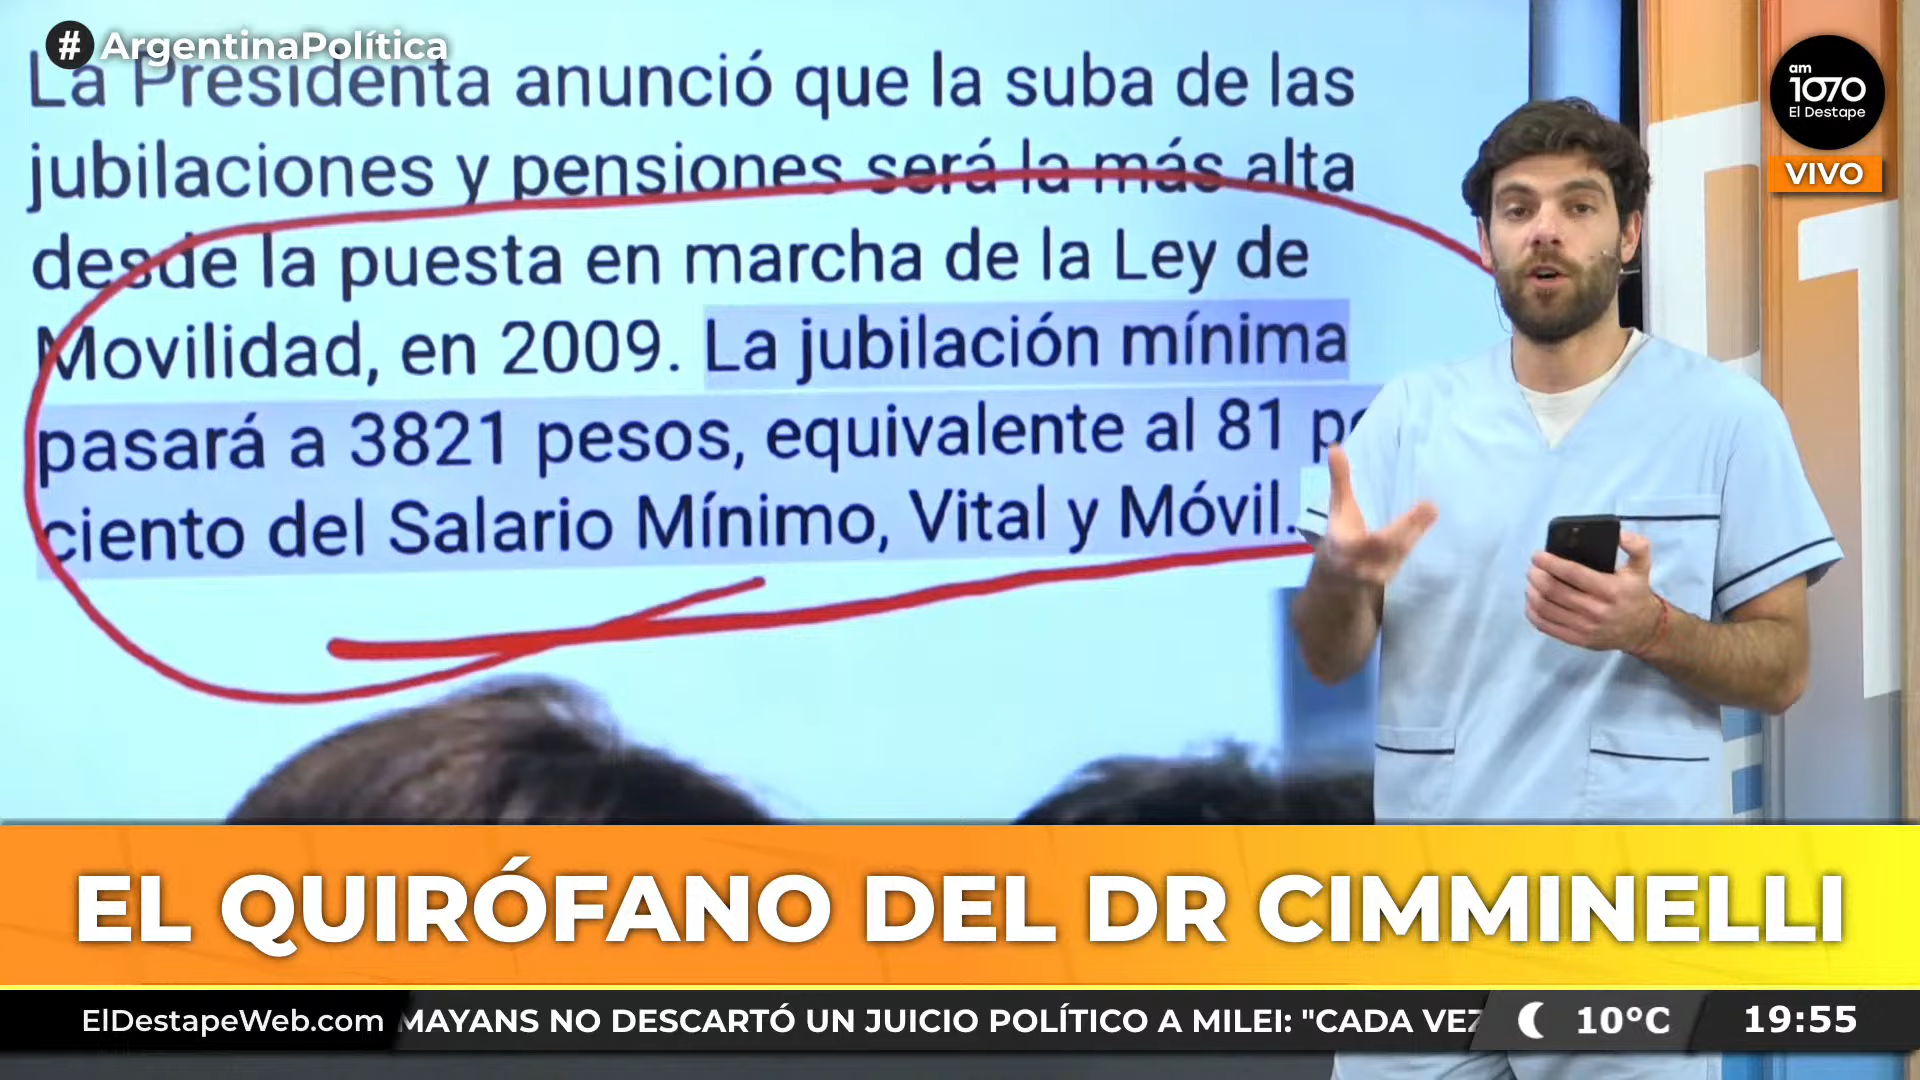 # ArgentinaPolítica
La Presidenta anunció que la suba de las
jubilaciones y pensiones será la más alta
desde la puesta en marcha de la Ley de
Movilidad, en 2009. La jubilación mínima
pasará a 3821 pesos, equivalente al 81
ciento del Salario Mínimo, Vital y Móvil.
am
1070
El Destape
VIVO
EL QUIRÓFANO DEL DR CIMMINELLI
ElDestapeWeb.com
MAYANS NO DESCARTÓ UN JUICIO POLÍTICO A MILEI: "CADA VEZ
10°C
19:55